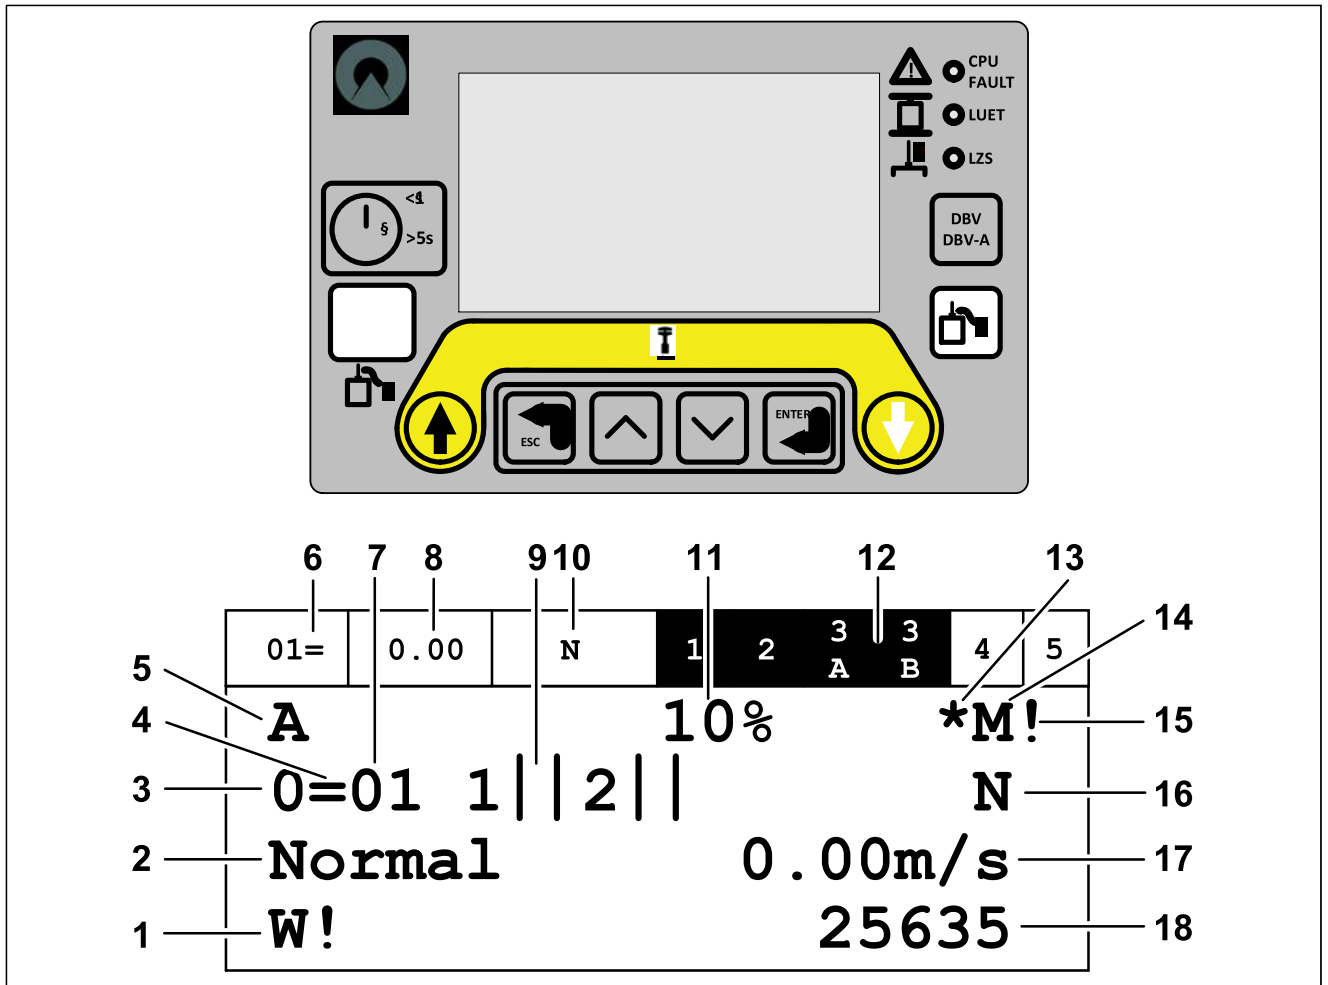 CPU
FAULT
LUET
LZS
<1
§
>5s
DBV
DBV-A
ESC
ENTER
6 7 8 9 10 11 12 13
14
01= 0.00 N 1 2 3 A 3 B 4 5
5 A 10% *M! 15
4
3 0=01 1||2|| N 16
2 Normal 0.00m/s 17
1 W! 25635 18